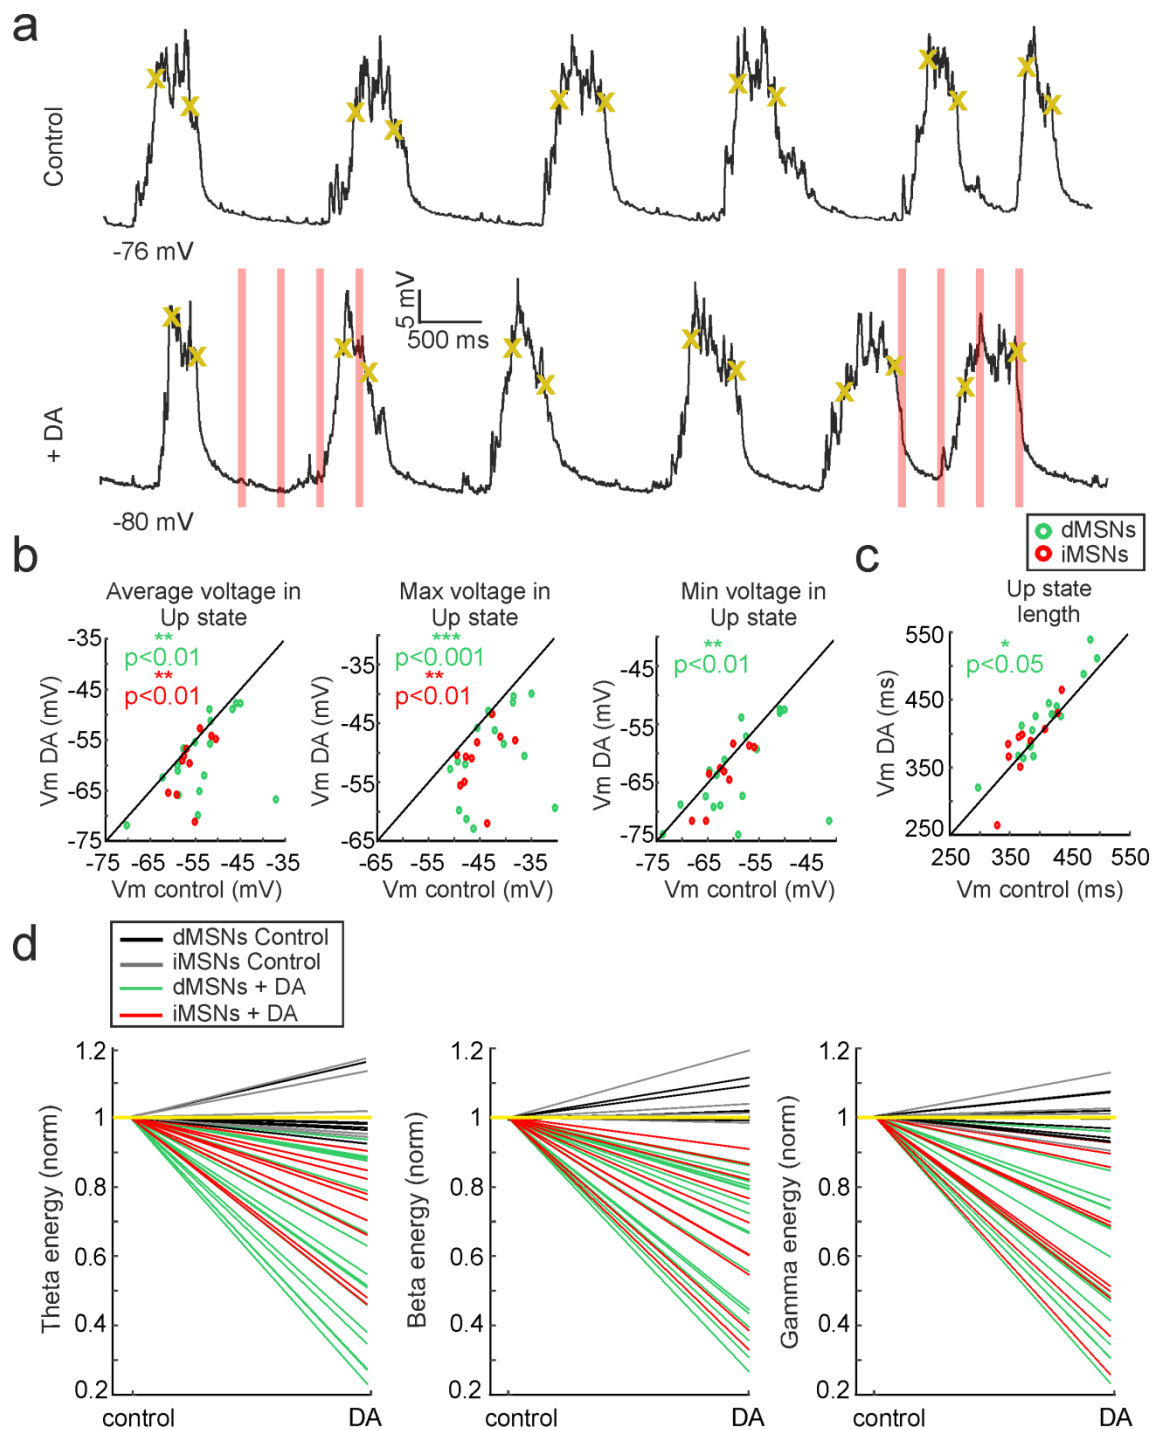 a
Control
-76 mV
5 mV
500 ms
+ DA
-80 mV
dMSNs
iMSNs
b
Average voltage in
Up state
**
p<0.01
**
p<0.01
-35
-45
-55
-65
-75
Vm DA (mV)
-75 -65 -55 -45 -35
Vm control (mV)
Max voltage in
Up state
***
p<0.001
**
p<0.01
-35
-45
-55
-65
Vm DA (mV)
-65 -55 -45 -35
Vm control (mV)
Min voltage in
Up state
**
p<0.01
-45
-55
-65
-75
Vm DA (mV)
-75 -65 -55 -45
Vm control (mV)
c
Up state
length
*
p<0.05
550
450
350
250
Vm DA (ms)
250 350 450 550
Vm control (ms)
d
dMSNs Control
iMSNs Control
dMSNs + DA
iMSNs + DA
1.2
1
0.8
0.6
0.4
0.2
Theta energy (norm)
control DA
1.2
1
0.8
0.6
0.4
0.2
Beta energy (norm)
control DA
1.2
1
0.8
0.6
0.4
0.2
Gamma energy (norm)
control DA